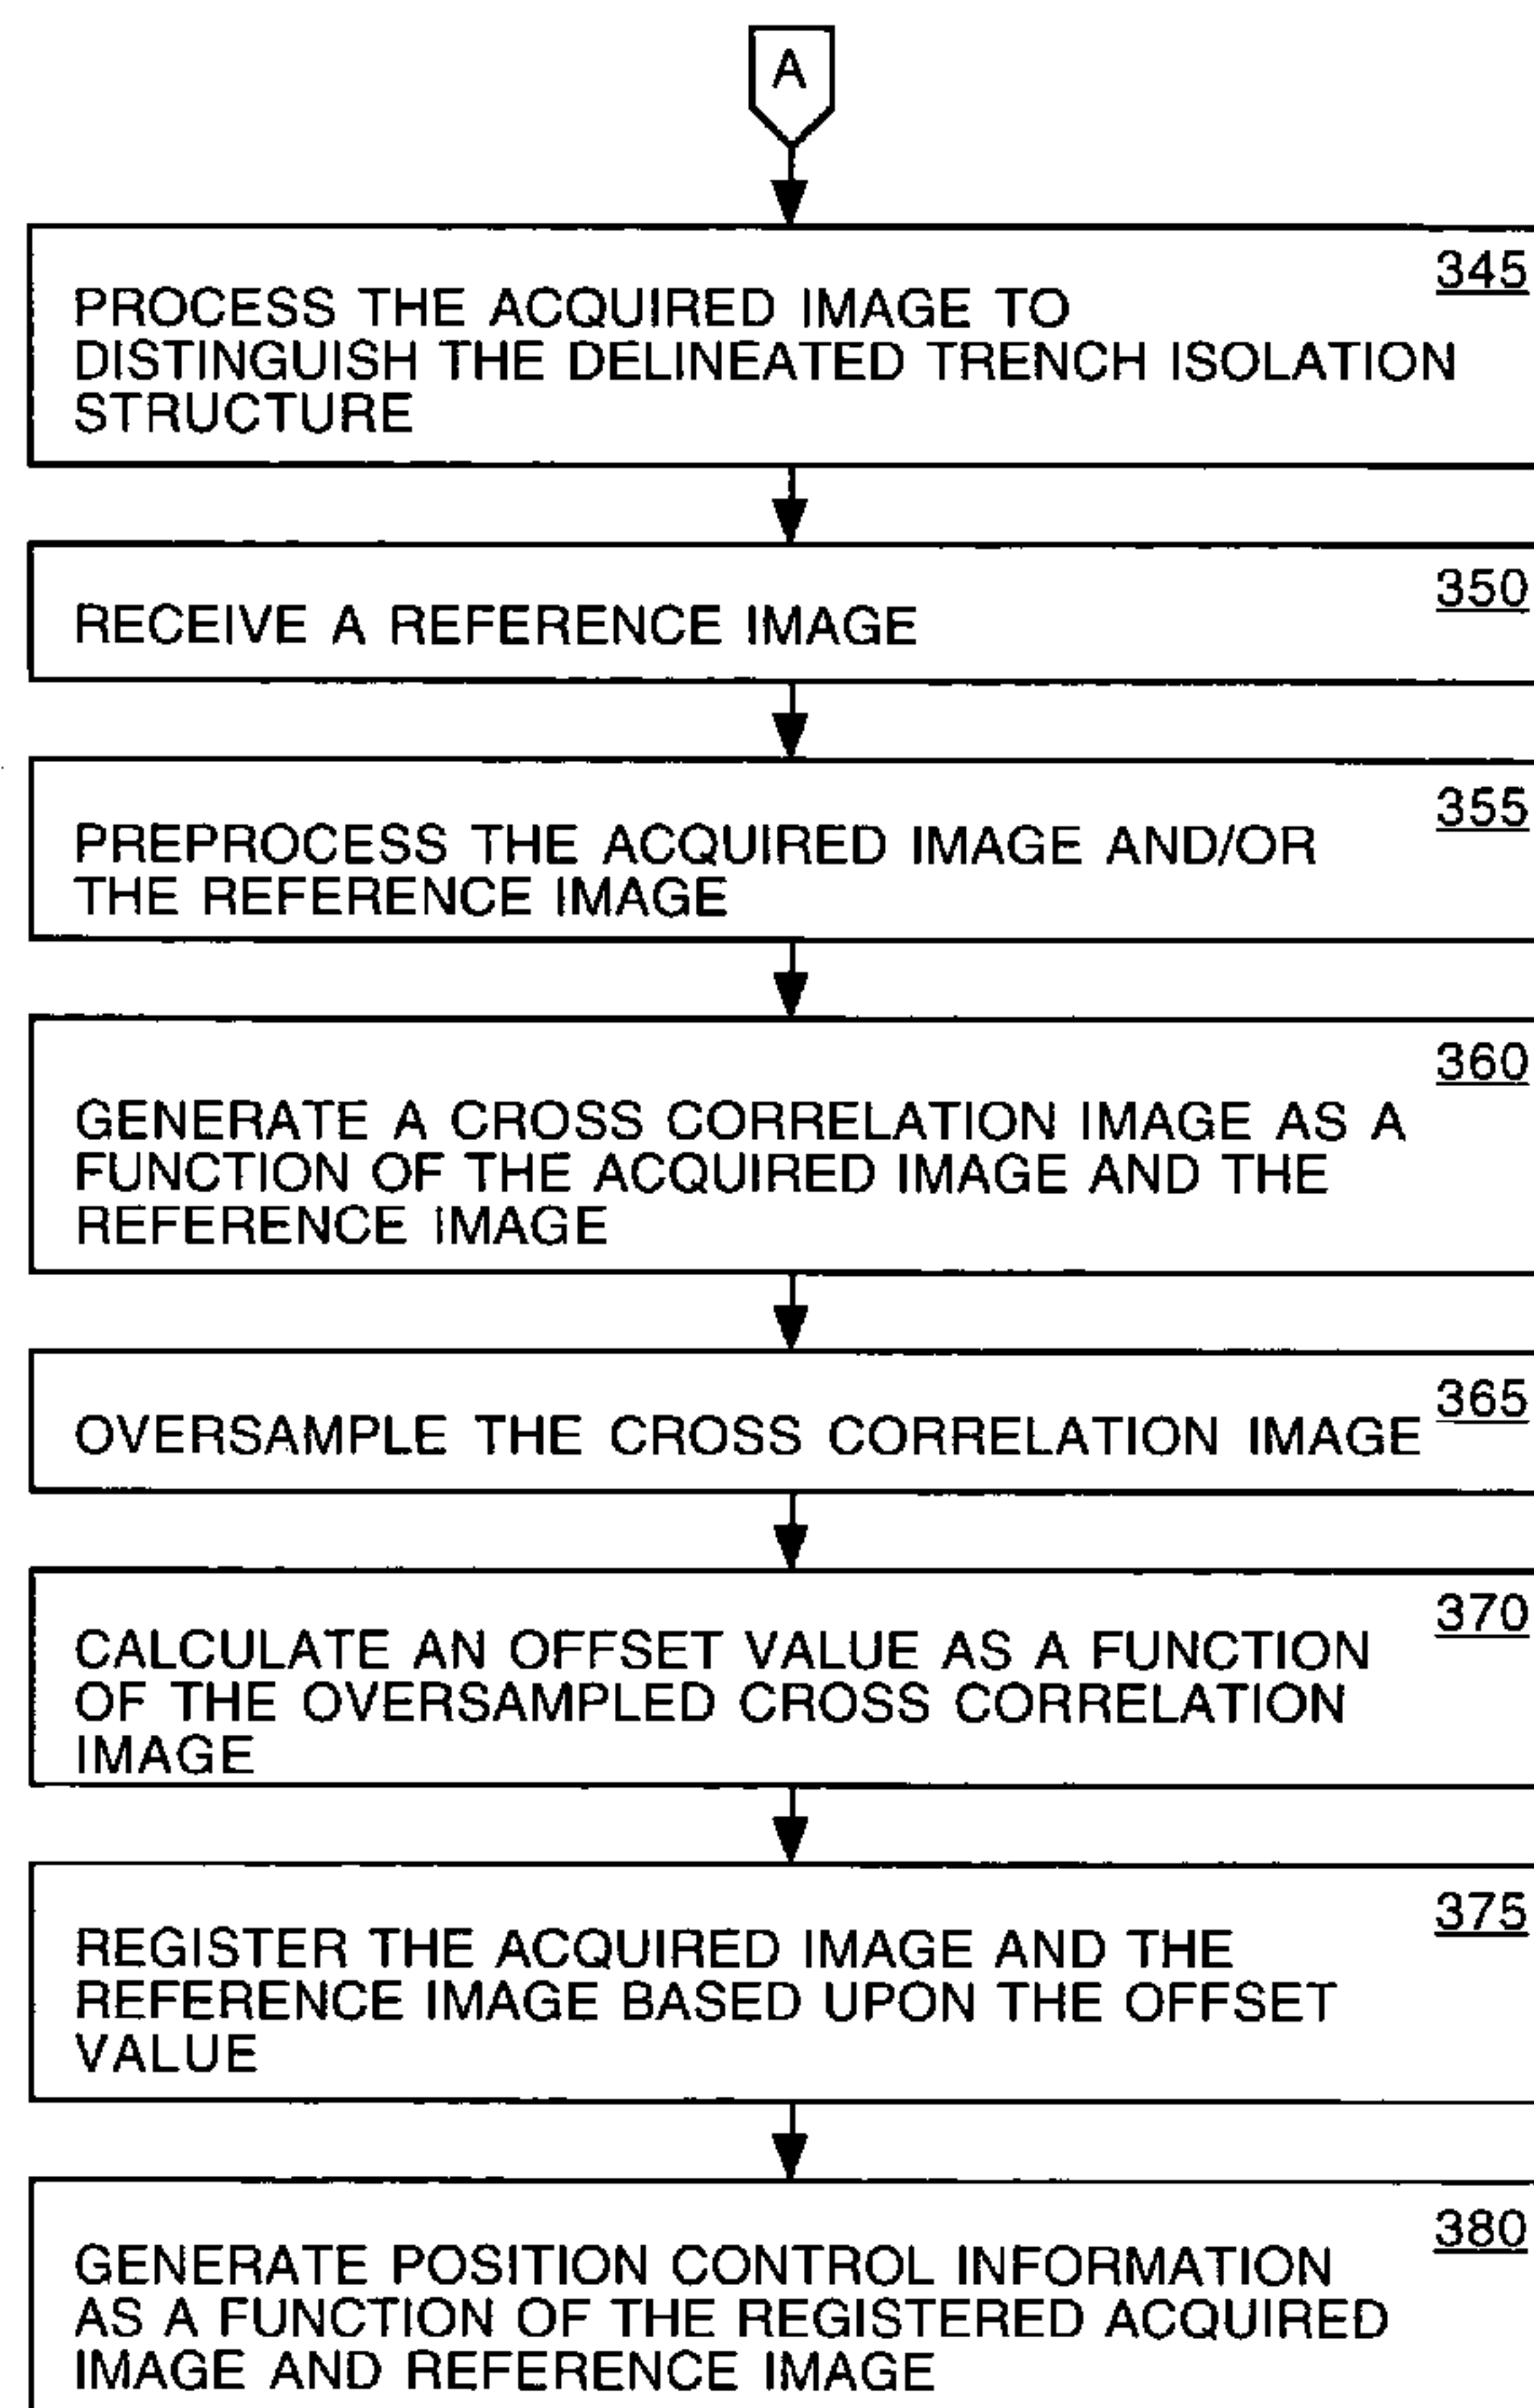 A
345
PROCESS THE ACQUIRED IMAGE TO
DISTINGUISH THE DELINEATED TRENCH ISOLATION
STRUCTURE
350
RECEIVE A REFERENCE IMAGE
355
PREPROCESS THE ACQUIRED IMAGE AND/OR
THE REFERENCE IMAGE
360
GENERATE A CROSS CORRELATION IMAGE AS A
FUNCTION OF THE ACQUIRED IMAGE AND THE
REFERENCE IMAGE
365
OVERSAMPLE THE CROSS CORRELATION IMAGE
370
CALCULATE AN OFFSET VALUE AS A FUNCTION
OF THE OVERSAMPLED CROSS CORRELATION
IMAGE
375
REGISTER THE ACQUIRED IMAGE AND THE
REFERENCE IMAGE BASED UPON THE OFFSET
VALUE
380
GENERATE POSITION CONTROL INFORMATION
AS A FUNCTION OF THE REGISTERED ACQUIRED
IMAGE AND REFERENCE IMAGE